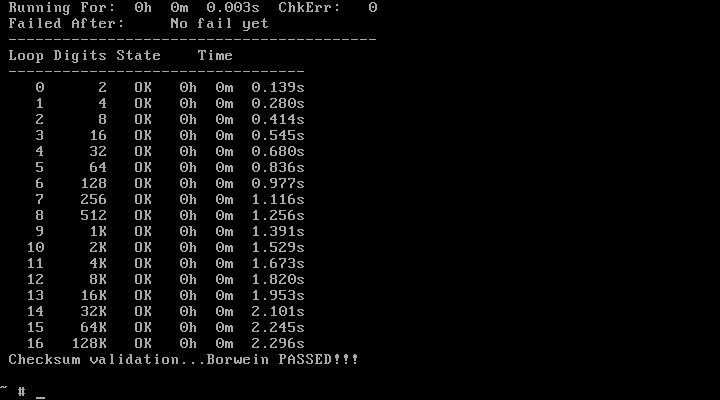 Running For:  0h  0m  0.003s  ChkErr:   0
Failed After:     No fail yet
-----------------------------------------
Loop Digits State    Time
---------------------------------
   0      2   OK   0h  0m  0.139s
   1      4   OK   0h  0m  0.280s
   2      8   OK   0h  0m  0.414s
   3     16   OK   0h  0m  0.545s
   4     32   OK   0h  0m  0.680s
   5     64   OK   0h  0m  0.836s
   6    128   OK   0h  0m  0.977s
   7    256   OK   0h  0m  1.116s
   8    512   OK   0h  0m  1.256s
   9     1K   OK   0h  0m  1.391s
  10     2K   OK   0h  0m  1.529s
  11     4K   OK   0h  0m  1.673s
  12     8K   OK   0h  0m  1.820s
  13    16K   OK   0h  0m  1.953s
  14    32K   OK   0h  0m  2.101s
  15    64K   OK   0h  0m  2.245s
  16   128K   OK   0h  0m  2.296s
Checksum validation...Borwein PASSED!!!
~ # _